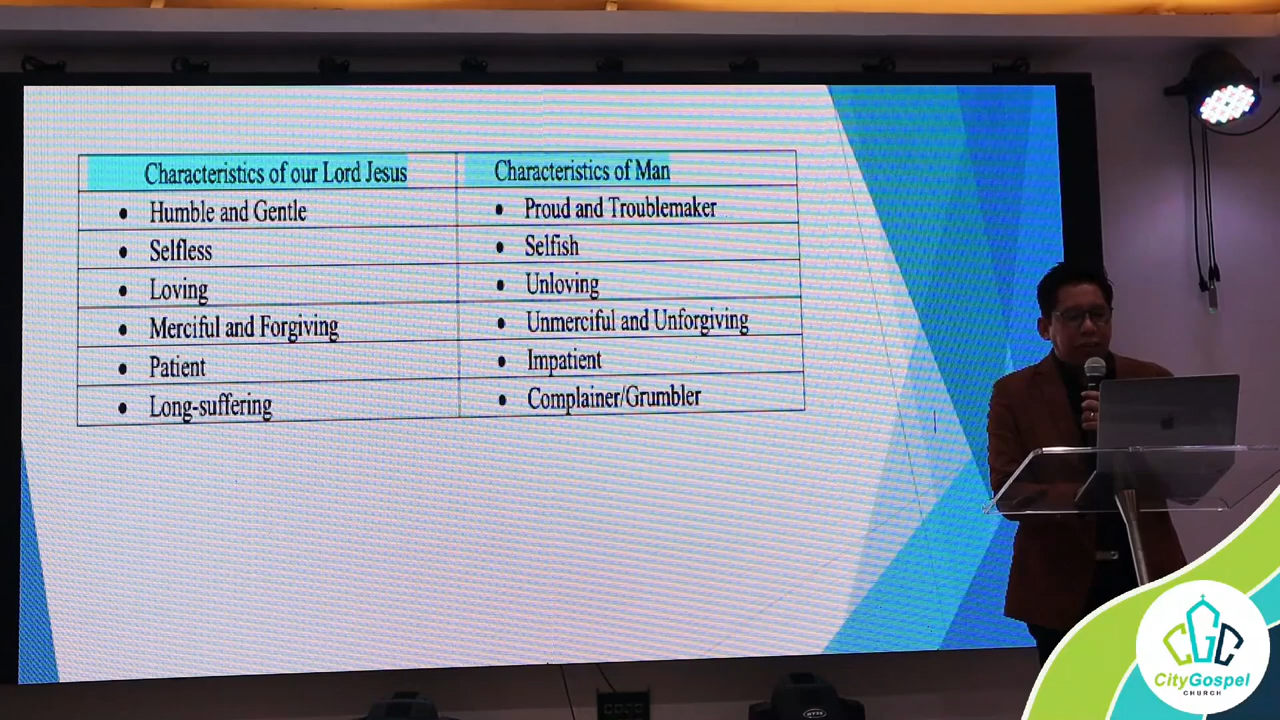 Characteristics of our Lord Jesus
Characteristics of Man
• Humble and Gentle
• Proud and Troublemaker
• Selfless
• Selfish
• Loving
• Unloving
• Merciful and Forgiving
• Unmerciful and Unforgiving
• Patient
• Impatient
• Long-suffering
• Complainer/Grumbler
CGC
CityGospel
CHURCH